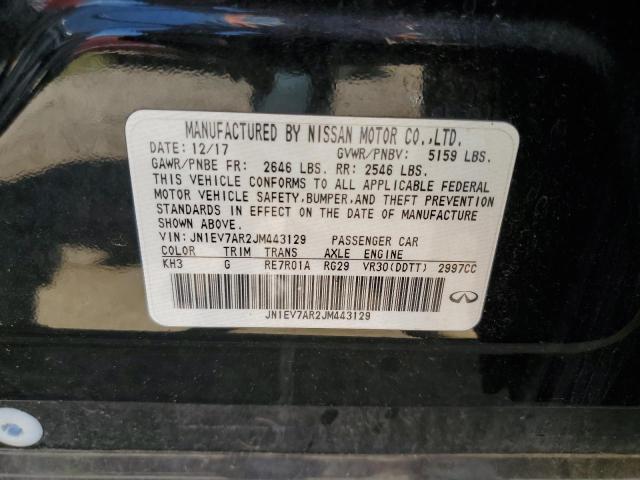 MANUFACTURED BY NISSAN MOTOR CO.,LTD.
DATE: 12/17 GVWR/PNBV: 5159 LBS.
GAWR/PNBE FR: 2646 LBS. RR: 2546 LBS.
THIS VEHICLE CONFORMS TO ALL APPLICABLE FEDERAL
MOTOR VEHICLE SAFETY,BUMPER,AND THEFT PREVENTION
STANDARDS IN EFFECT ON THE DATE OF MANUFACTURE
SHOWN ABOVE.
VIN: JN1EV7AR2JM443129 PASSENGER CAR
COLOR TRIM TRANS AXLE ENGINE
KH3 G RE7R01A RG29 VR30(DDTT) 2997CC
JN1EV7AR2JM443129